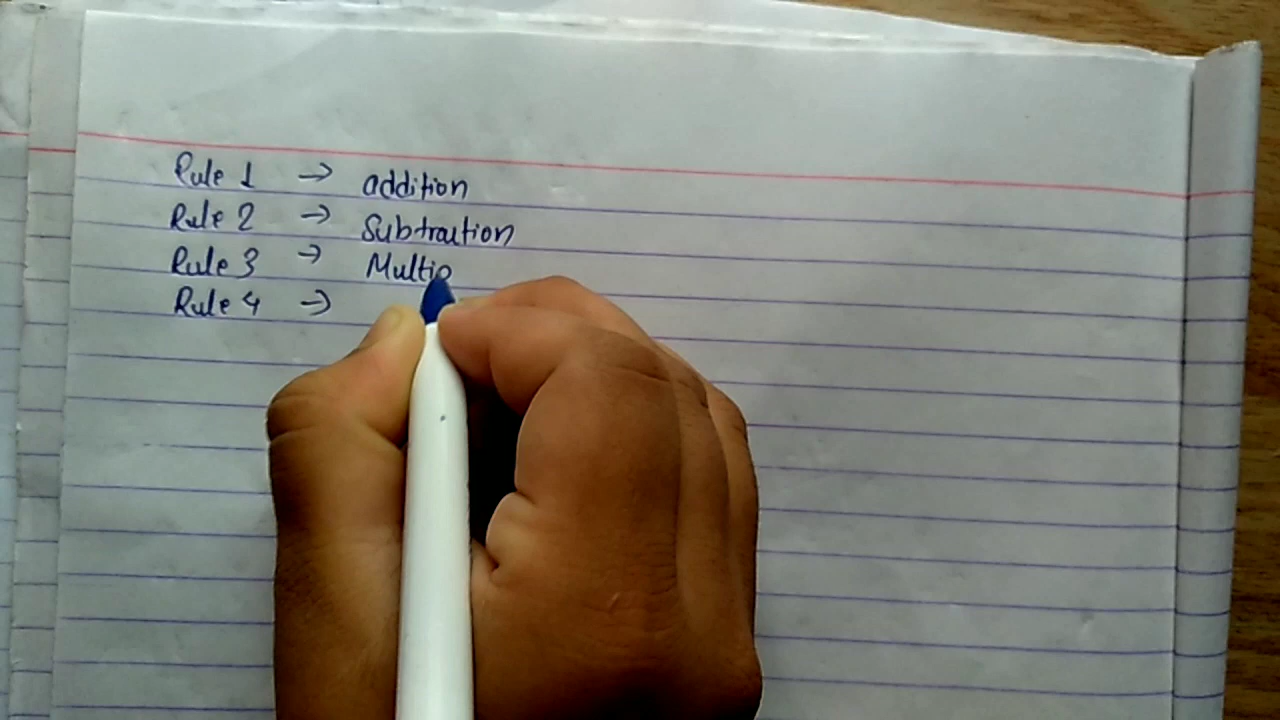 Rule 1 → addition
Rule 2 → Subtraction
Rule 3 → Multip
Rule 4 →